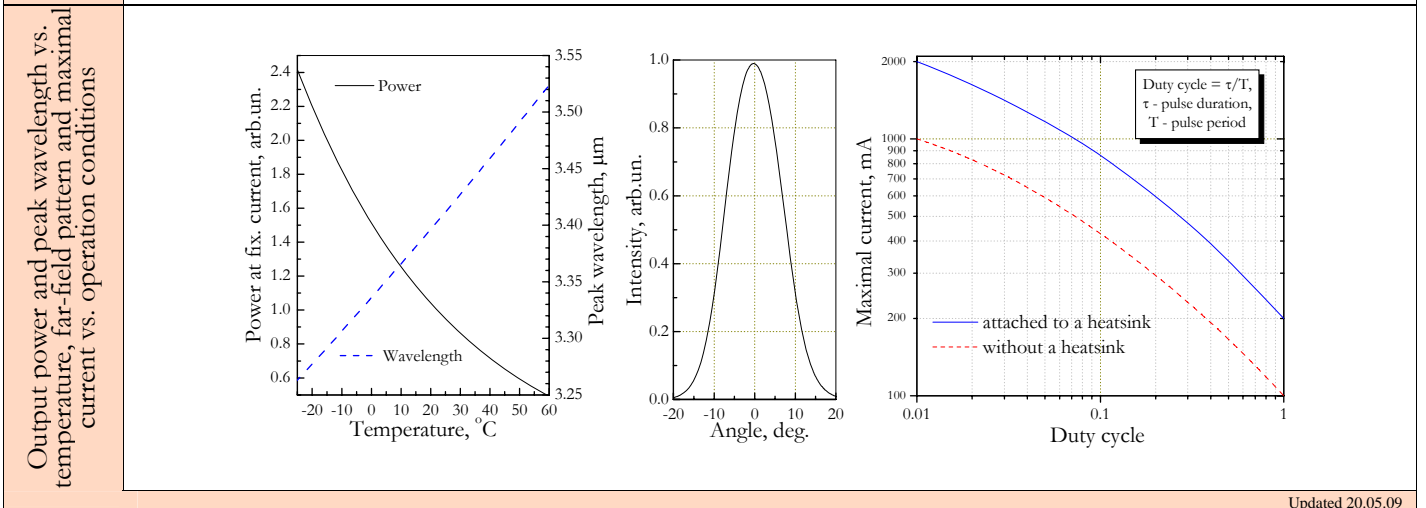 Output power and peak wavelength vs.
temperature, far-field pattern and maximal
current vs. operation conditions
Power at fix. current, arb.un.
2.4
2.2
2.0
1.8
1.6
1.4
1.2
1.0
0.8
0.6
Power
Wavelength
3.55
3.50
3.45
3.40
3.35
3.30
3.25
Peak wavelength, µm
-20 -10 0 10 20 30 40 50 60
Temperature, °C
Intensity, arb.un.
1.0
0.8
0.6
0.4
0.2
0.0
-20 -10 0 10 20
Angle, deg.
Maximal current, mA
2000
1000
900
800
700
600
500
400
300
200
100
Duty cycle = τ/T,
τ - pulse duration,
T - pulse period
attached to a heatsink
without a heatsink
0.01 0.1 1
Duty cycle
Updated 20.05.09